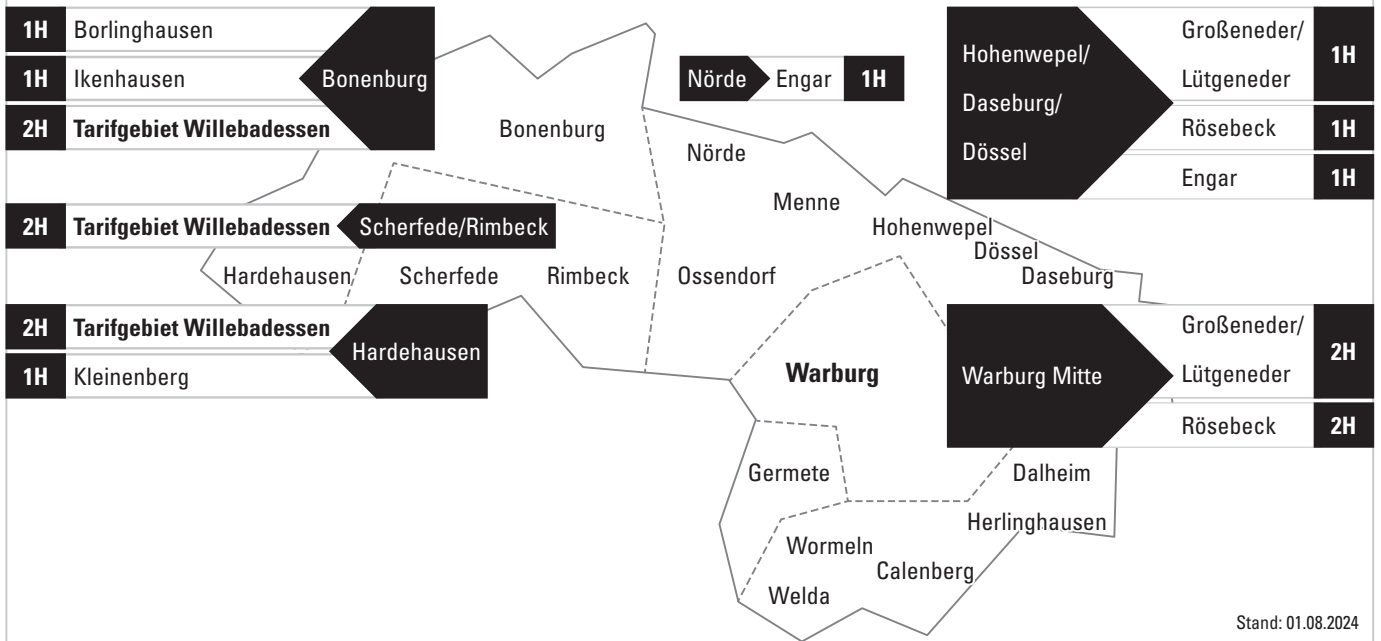 1H Borlinghausen
1H Ikenhausen
2H Tarifgebiet Willebadessen
Bonenburg
Nörde Engar 1H
Hohenwepel/
Daseburg/
Dössel
Großeneder/
Lütgeneder
1H
Rösebeck 1H
Engar 1H
Bonenburg
Nörde
Menne
Hohenwepel
Dössel
Daseburg
2H Tarifgebiet Willebadessen Scherfede/Rimbeck
Hardehausen Scherfede Rimbeck Ossendorf
2H Tarifgebiet Willebadessen
1H Kleinenberg
Hardehausen
Warburg
Warburg Mitte
Großeneder/
Lütgeneder
2H
Rösebeck 2H
Germete
Dalheim
Herlinghausen
Wormeln
Calenberg
Welda
Stand: 01.08.2024